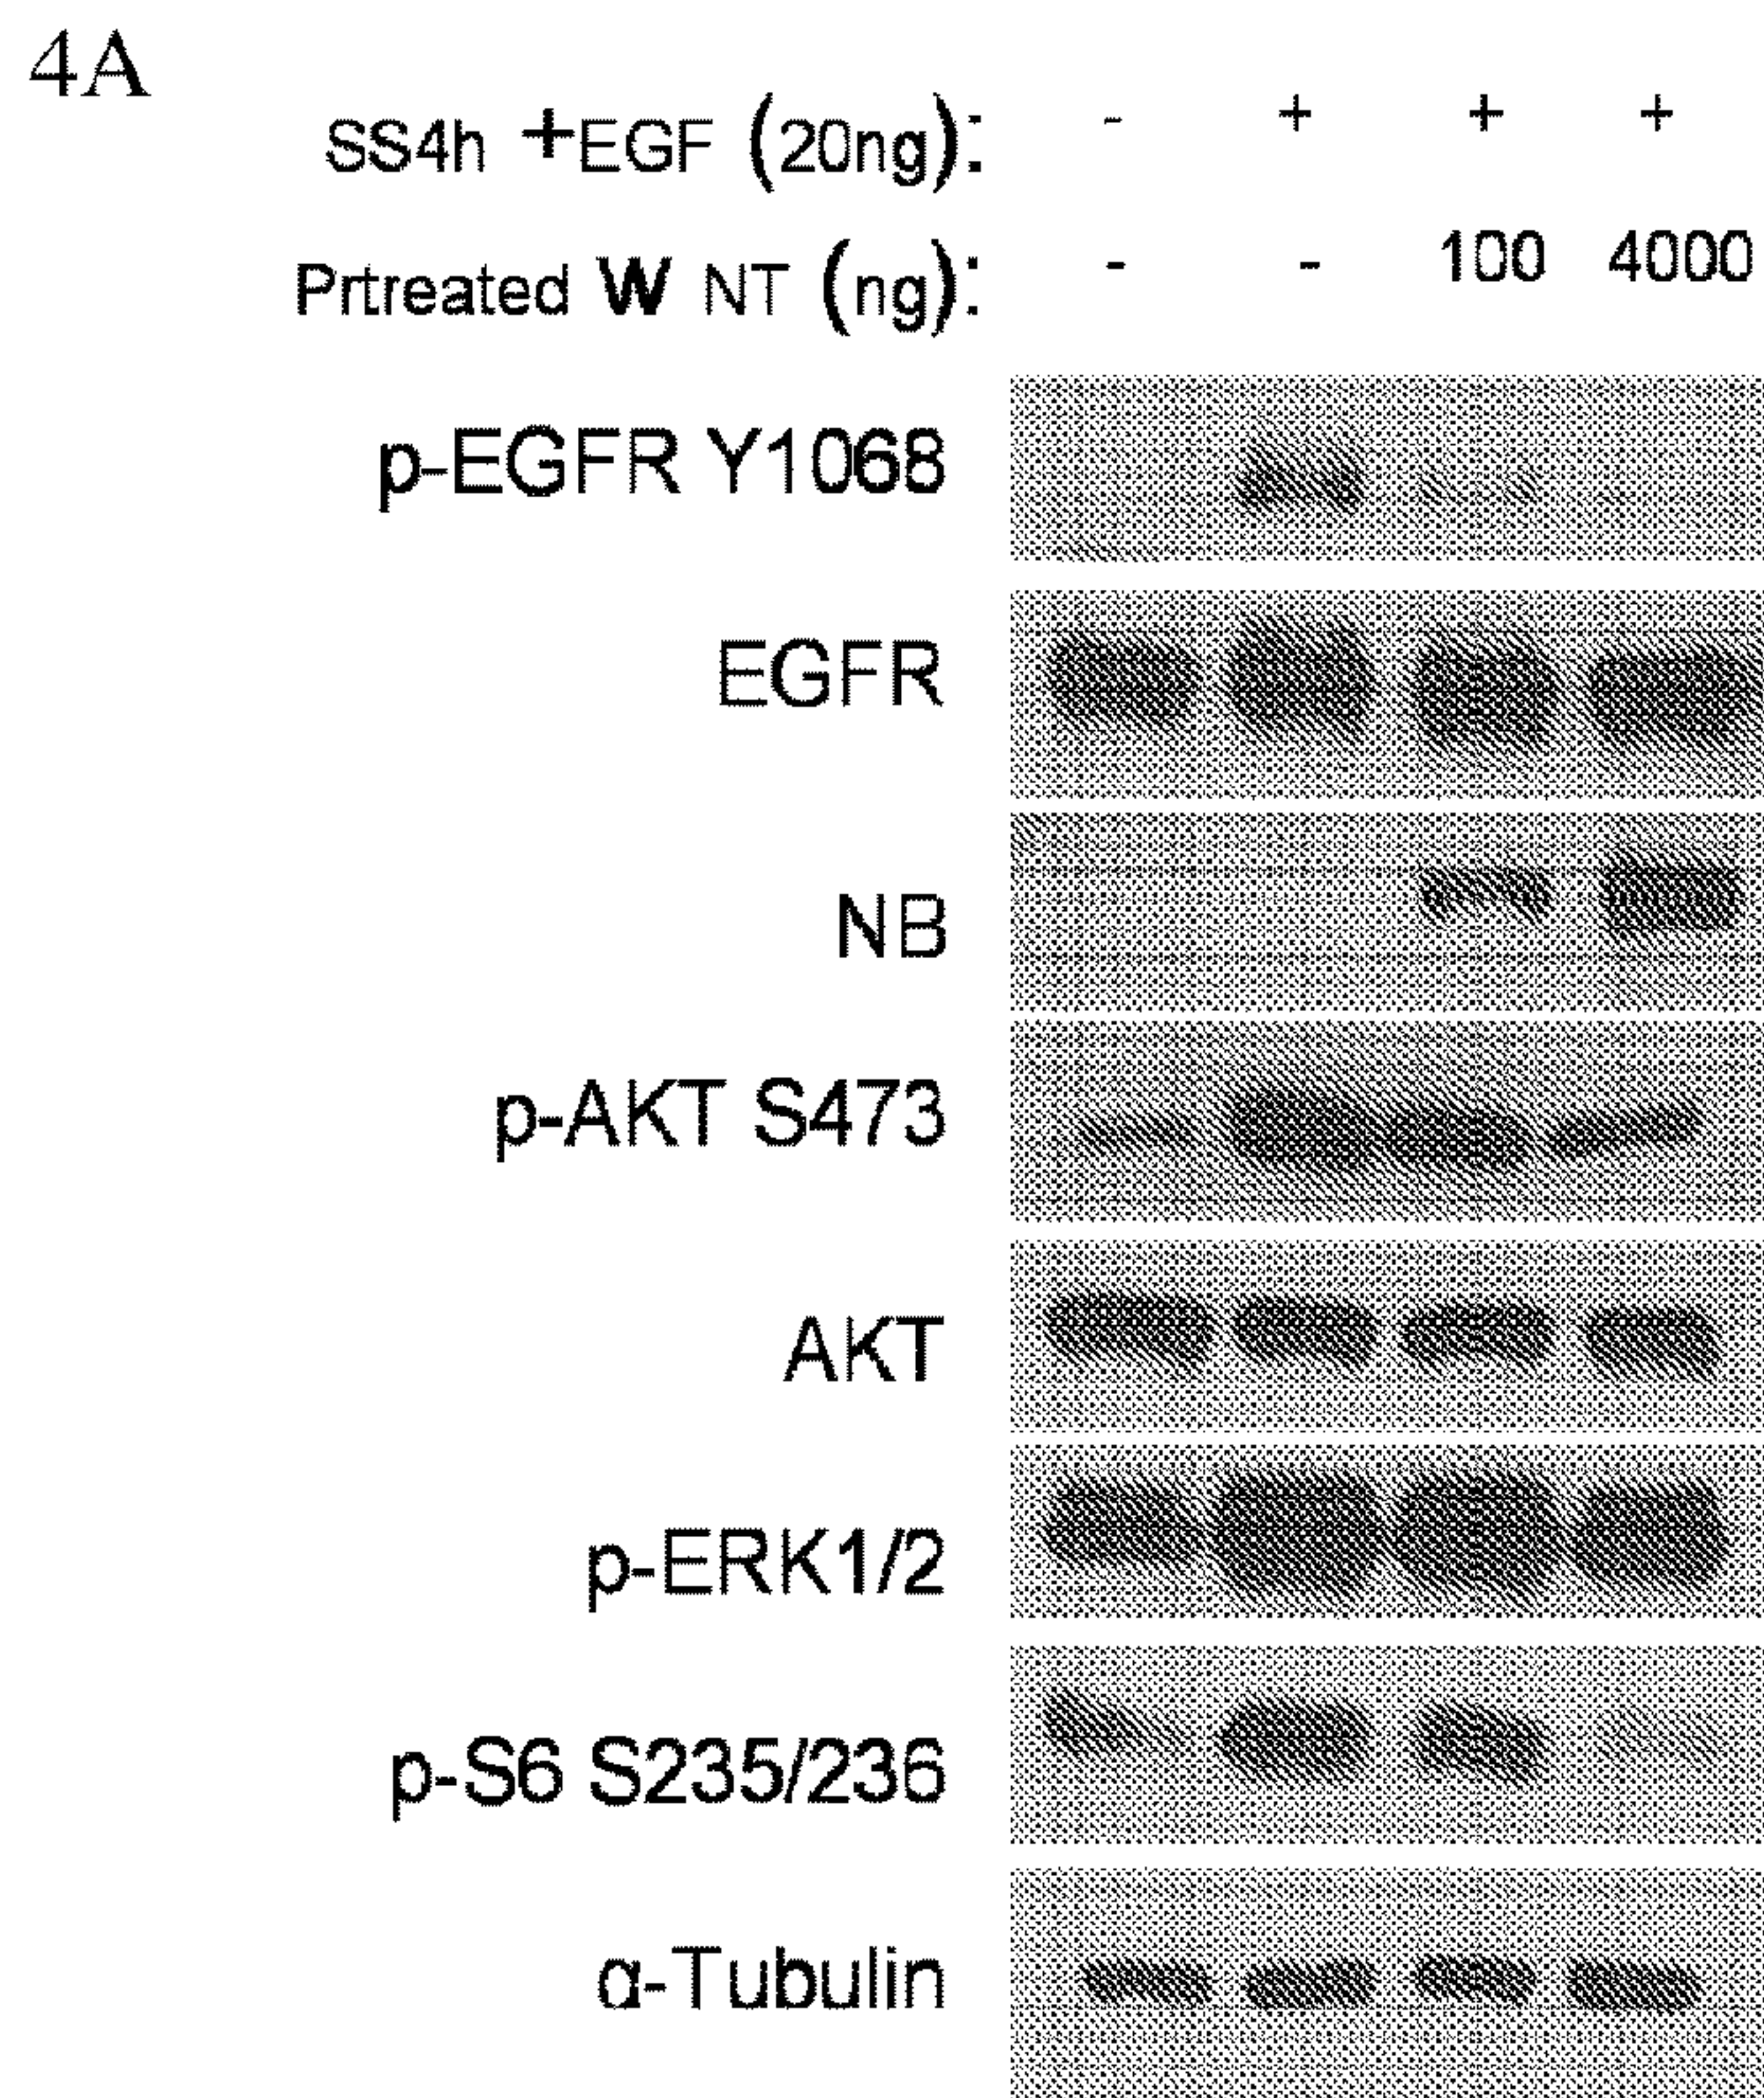 4A
SS4h +EGF (20ng): - + + +
Prtreated W NT (ng): - - 100 4000
p-EGFR Y1068
EGFR
NB
p-AKT S473
AKT
p-ERK1/2
p-S6 S235/236
α-Tubulin